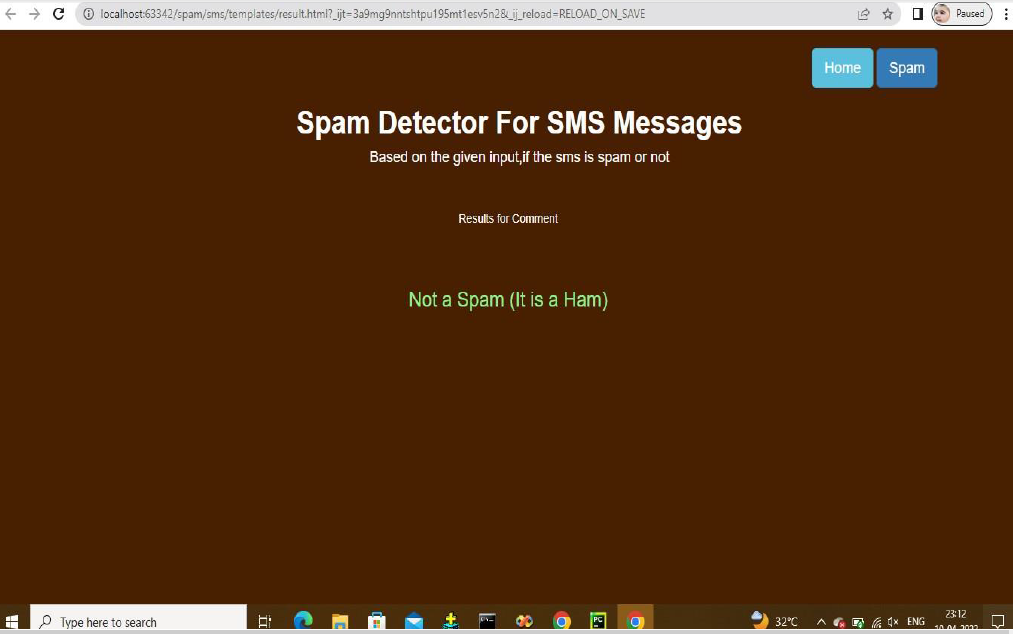 localhost:63342/spam/sms/templates/result.html?_ijt=3a9mg9nntshtpu195mt1esv5n2&_ij_reload=RELOAD_ON_SAVE
Paused
Home Spam
Spam Detector For SMS Messages
Based on the given input,if the sms is spam or not
Results for Comment
Not a Spam (It is a Ham)
Type here to search
32°C
ENG
23:12